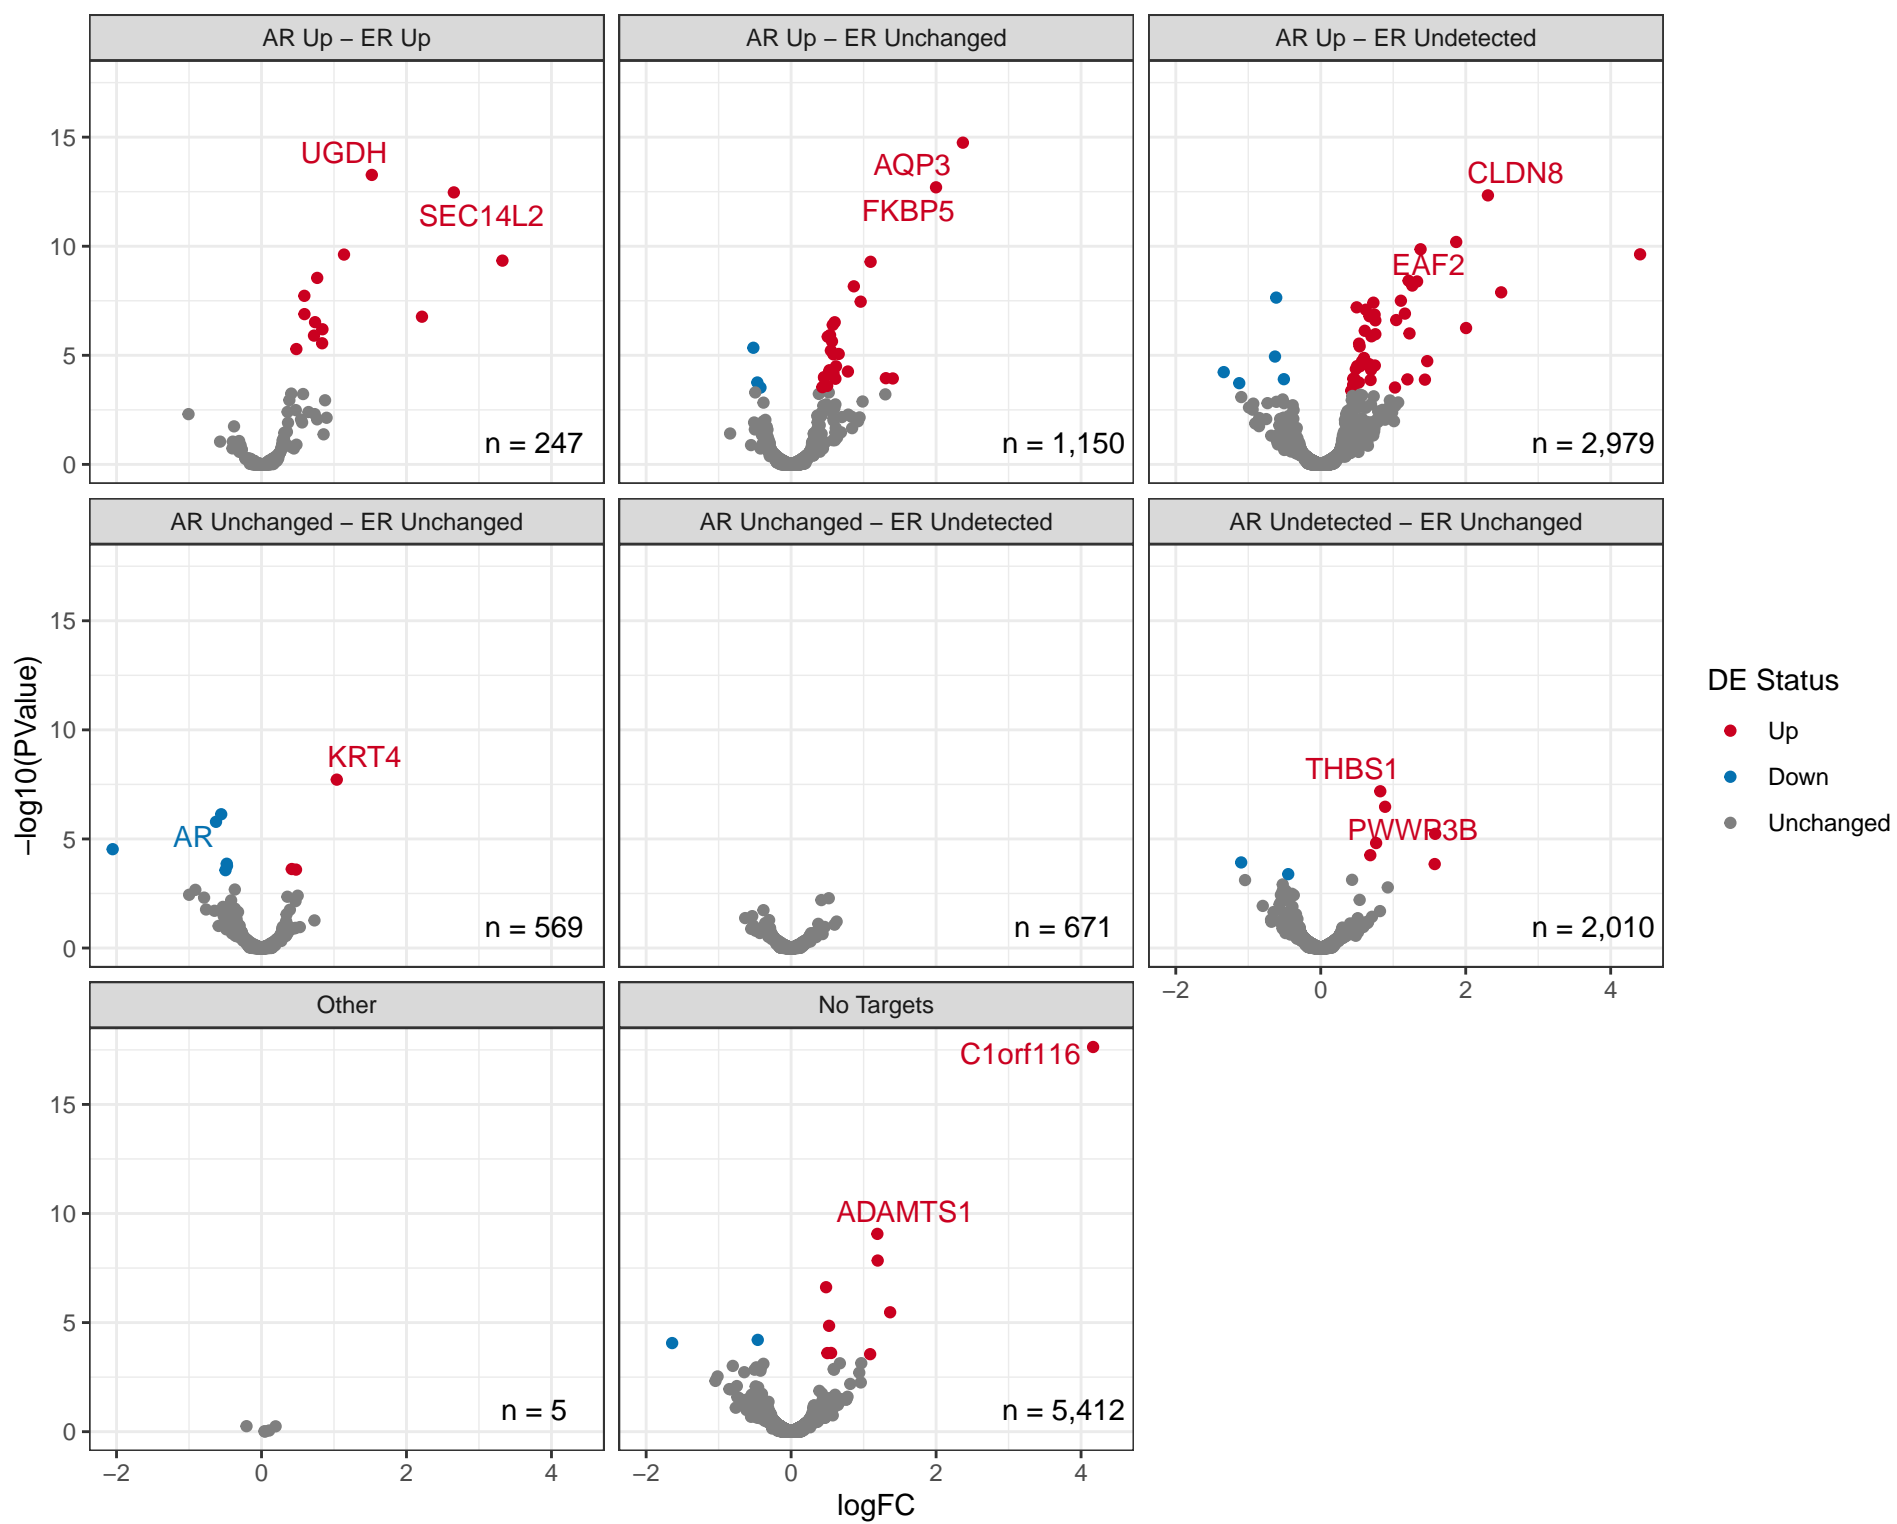 AR Up – ER Up
AR Up – ER Unchanged
AR Up – ER Undetected
15
10
5
0
UGDH
SEC14L2
n = 247
AQP3
FKBP5
n = 1,150
CLDN8
EAF2
n = 2,979
AR Unchanged – ER Unchanged
AR Unchanged – ER Undetected
AR Undetected – ER Unchanged
15
10
5
0
KRT4
AR
n = 569
n = 671
THBS1
PWWP3B
n = 2,010
−2 0 2 4
Other
No Targets
15
10
5
0
n = 5
C1orf116
ADAMTS1
n = 5,412
−2 0 2 4
−2 0 2 4
logFC
−log10(PValue)
DE Status
Up
Down
Unchanged